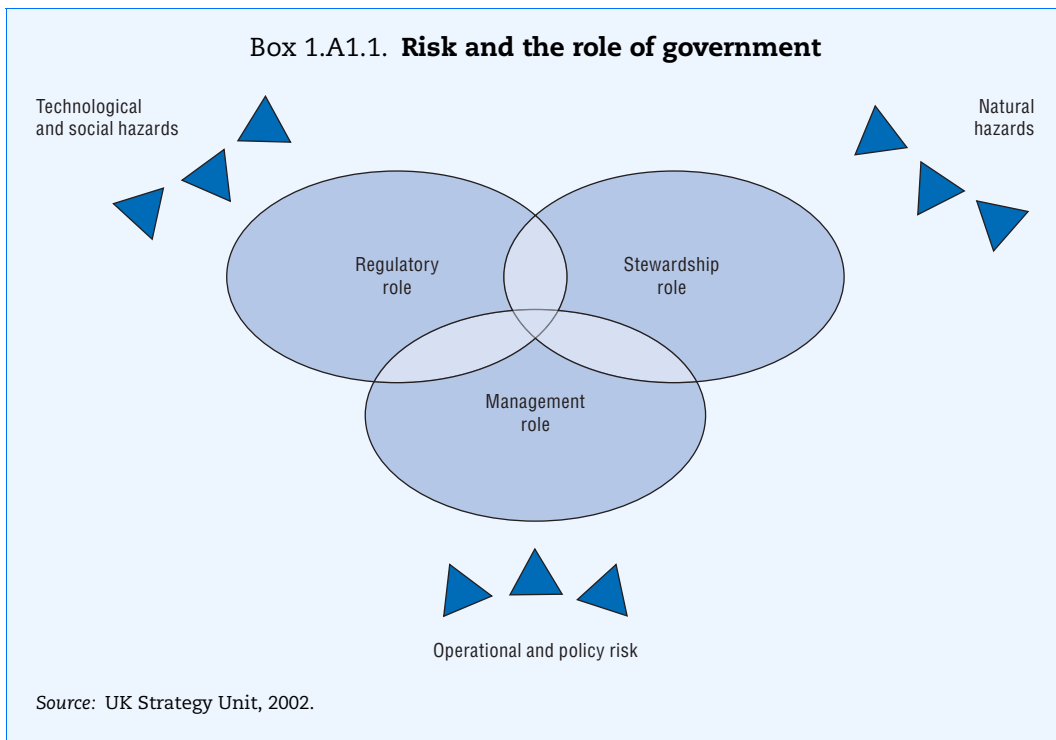 Box 1.A1.1. Risk and the role of government
Technological
and social hazards
Natural
hazards
Regulatory
role
Stewardship
role
Management
role
Operational and policy risk
Source: UK Strategy Unit, 2002.